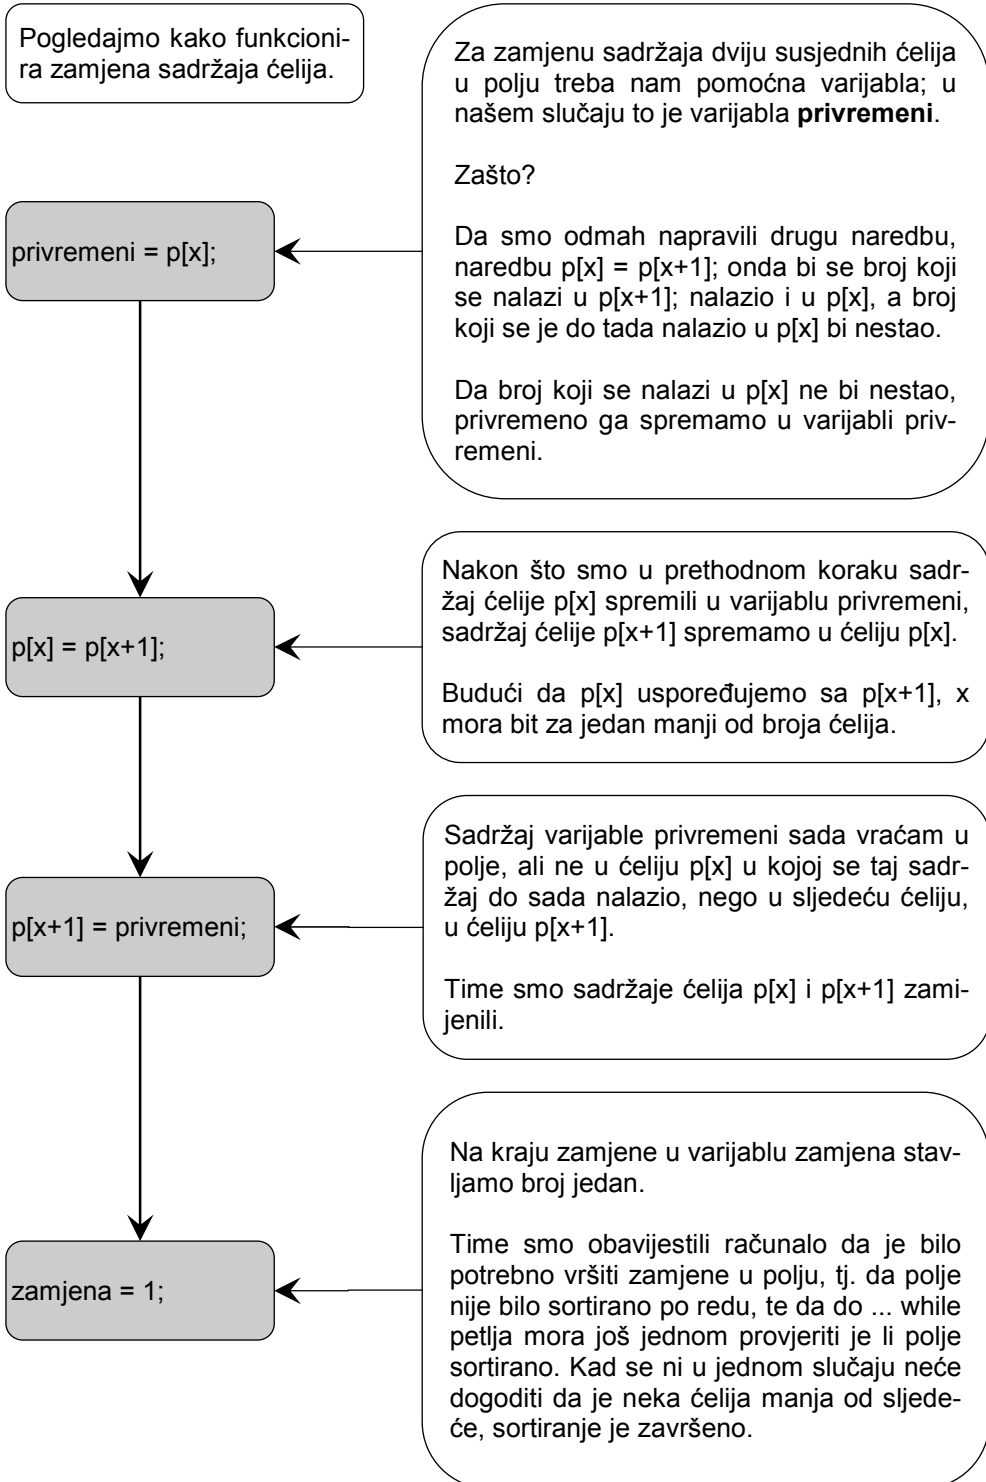 Pogledajmo kako funkcioni-
ra zamjena sadržaja ćelija.
Za zamjenu sadržaja dviju susjednih ćelija
u polju treba nam pomoćna varijabla; u
našem slučaju to je varijabla privremeni.
Zašto?
Da smo odmah napravili drugu naredbu,
naredbu p[x] = p[x+1]; onda bi se broj koji
se nalazi u p[x+1]; nalazio i u p[x], a broj
koji se je do tada nalazio u p[x] bi nestao.
Da broj koji se nalazi u p[x] ne bi nestao,
privremeno ga spremamo u varijabli priv-
remeni.
privremeni = p[x];
Nakon što smo u prethodnom koraku sadr-
žaj ćelije p[x] spremili u varijablu privremeni,
sadržaj ćelije p[x+1] spremamo u ćeliju p[x].
Budući da p[x] uspoređujemo sa p[x+1], x
mora bit za jedan manji od broja ćelija.
p[x] = p[x+1];
Sadržaj varijable privremeni sada vraćam u
polje, ali ne u ćeliju p[x] u kojoj se taj sadr-
žaj do sada nalazio, nego u sljedeću ćeliju,
u ćeliju p[x+1].
Time smo sadržaje ćelija p[x] i p[x+1] zami-
jenili.
p[x+1] = privremeni;
Na kraju zamjene u varijablu zamjena stav-
ljamo broj jedan.
Time smo obavijestili računalo da je bilo
potrebno vršiti zamjene u polju, tj. da polje
nije bilo sortirano po redu, te da do ... while
petlja mora još jednom provjeriti je li polje
sortirano. Kad se ni u jednom slučaju neće
dogoditi da je neka ćelija manja od sljede-
će, sortiranje je završeno.
zamjena = 1;